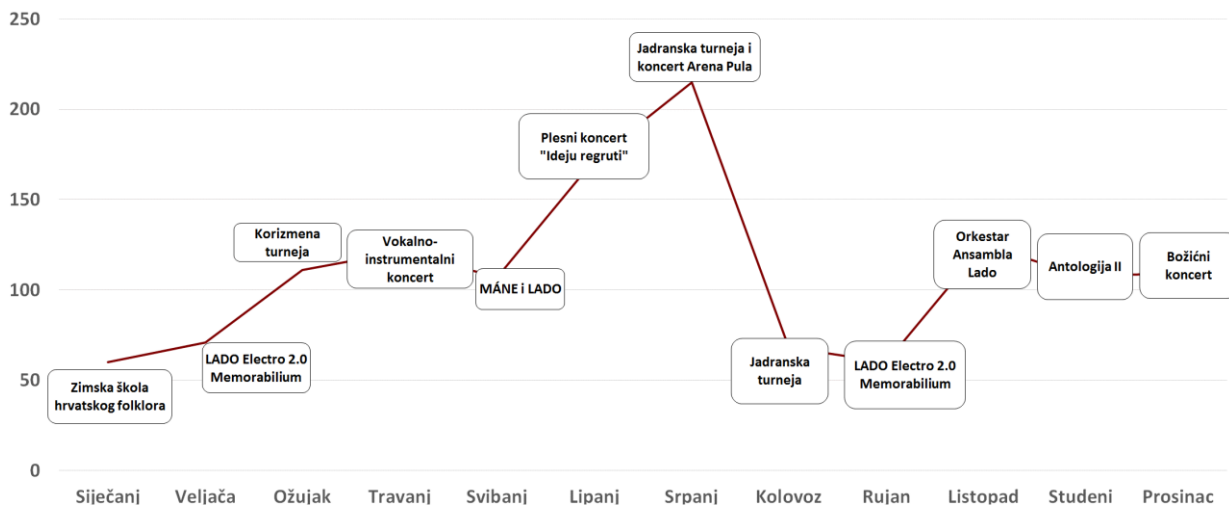 250
200
150
100
50
0
Zimska škola
hrvatskog folklora
LADO Electro 2.0
Memorabilium
Korizmena
turneja
Vokalno-
instrumentalni
koncert
MÁNE i LADO
Plesni koncert
"Ideju regruti"
Jadranska turneja i
koncert Arena Pula
Jadranska
turneja
LADO Electro 2.0
Memorabilium
Orkestar
Ansambla
Lado
Antologija II
Božićni
koncert
Siječanj Veljača Ožujak Travanj Svibanj Lipanj Srpanj Kolovoz Rujan Listopad Studeni Prosinac